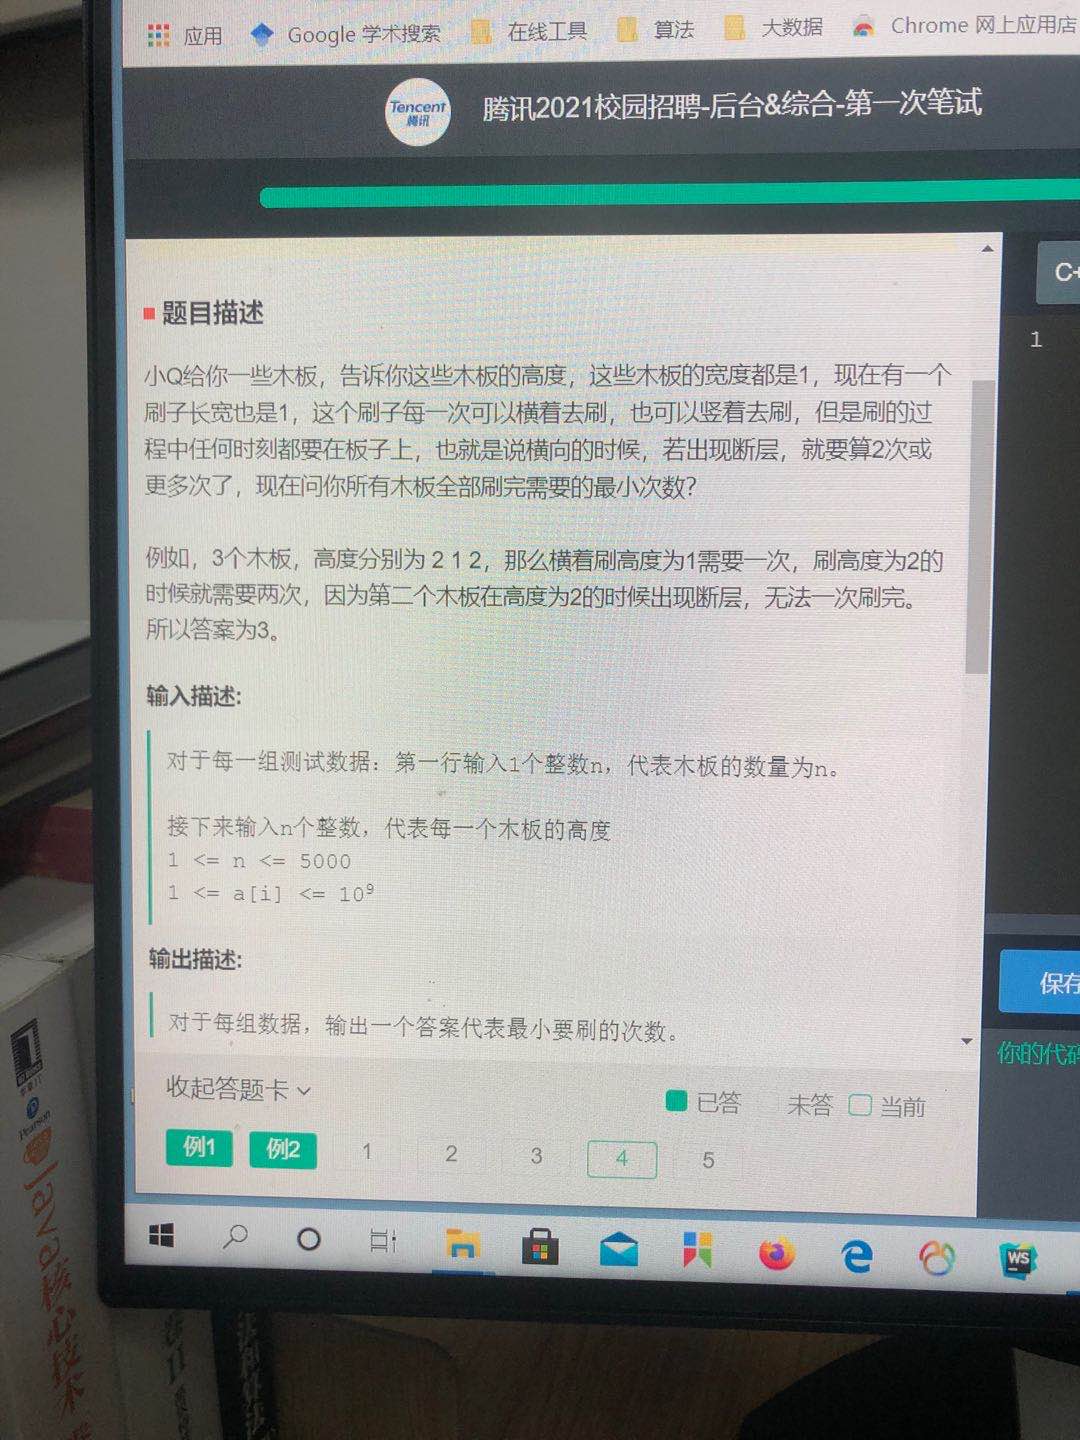 应用 Google 学术搜索 在线工具 算法 大数据 Chrome 网上应用店
Tencent 腾讯 腾讯2021校园招聘-后台&综合-第一次笔试
C+
题目描述
1
小Q给你一些木板，告诉你这些木板的高度，这些木板的宽度都是1，现在有一个
刷子长宽也是1，这个刷子每一次可以横着去刷，也可以竖着去刷，但是刷的过
程中任何时刻都要在板子上，也就是说横向的时候，若出现断层，就要算2次或
更多次了，现在问你所有木板全部刷完需要的最小次数？
例如，3个木板，高度分别为 2 1 2，那么横着刷高度为1需要一次，刷高度为2的
时候就需要两次，因为第二个木板在高度为2的时候出现断层，无法一次刷完。
所以答案为3。
输入描述:
对于每一组测试数据：第一行输入1个整数n，代表木板的数量为n。
接下来输入n个整数，代表每一个木板的高度
1 <= n <= 5000
1 <= a[i] <= 10⁹
输出描述:
对于每组数据，输出一个答案代表最小要刷的次数。
保存
你的代码
收起答题卡 已答 未答 当前
例1 例2 1 2 3 4 5
WS
Pearson
Java核心技术